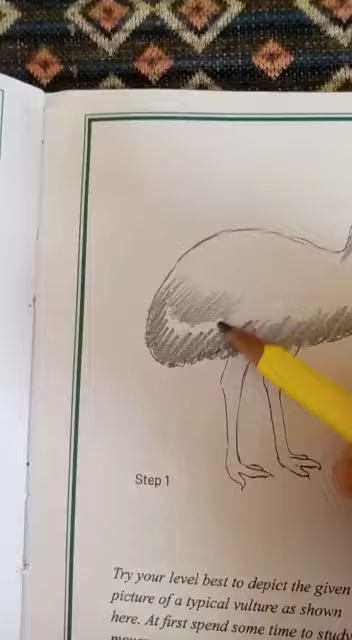 Step 1
Try your level best to depict the given
picture of a typical vulture as shown
here. At first spend some time to stud